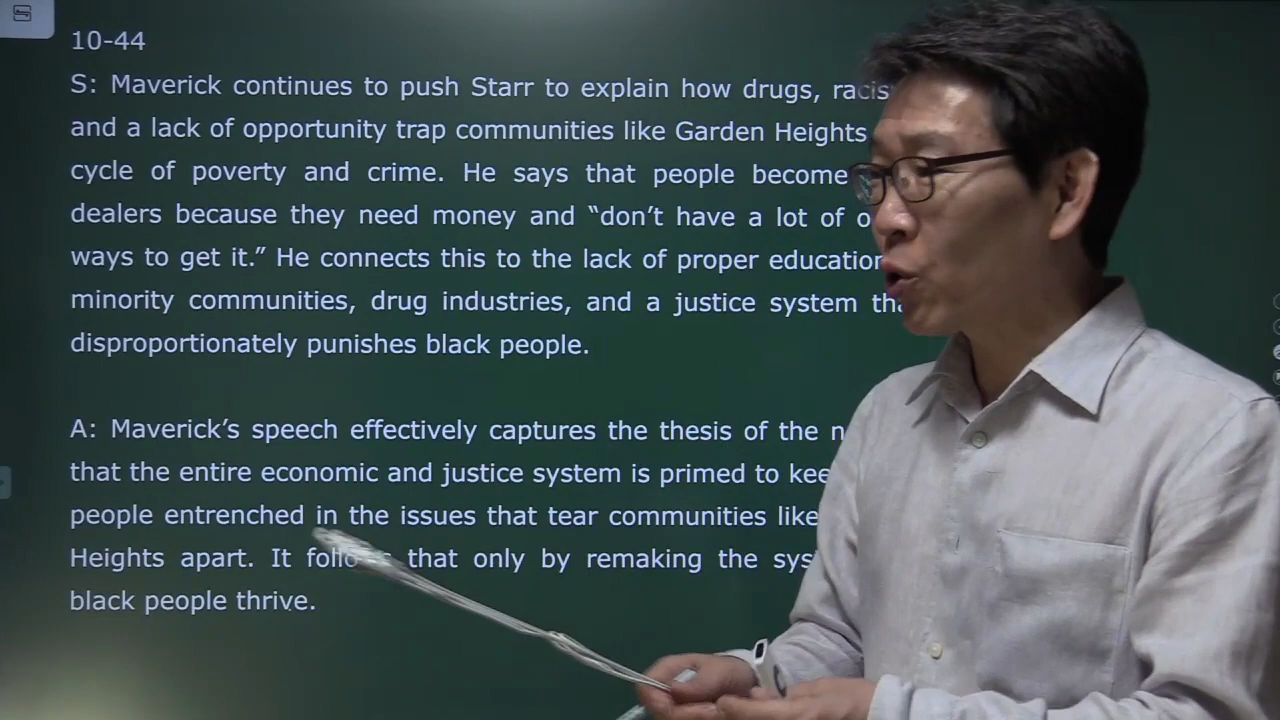 10-44
S: Maverick continues to push Starr to explain how drugs,
and a lack of opportunity trap communities like Garden Heights
cycle of poverty and crime. He says that people become
dealers because they need money and “don’t have a lot of
ways to get it.” He connects this to the lack of proper education
minority communities, drug industries, and a justice system
disproportionately punishes black people.
A: Maverick’s speech effectively captures the thesis of the
that the entire economic and justice system is primed to
people entrenched in the issues that tear communities like
Heights apart. It follows that only by remaking the
black people thrive.